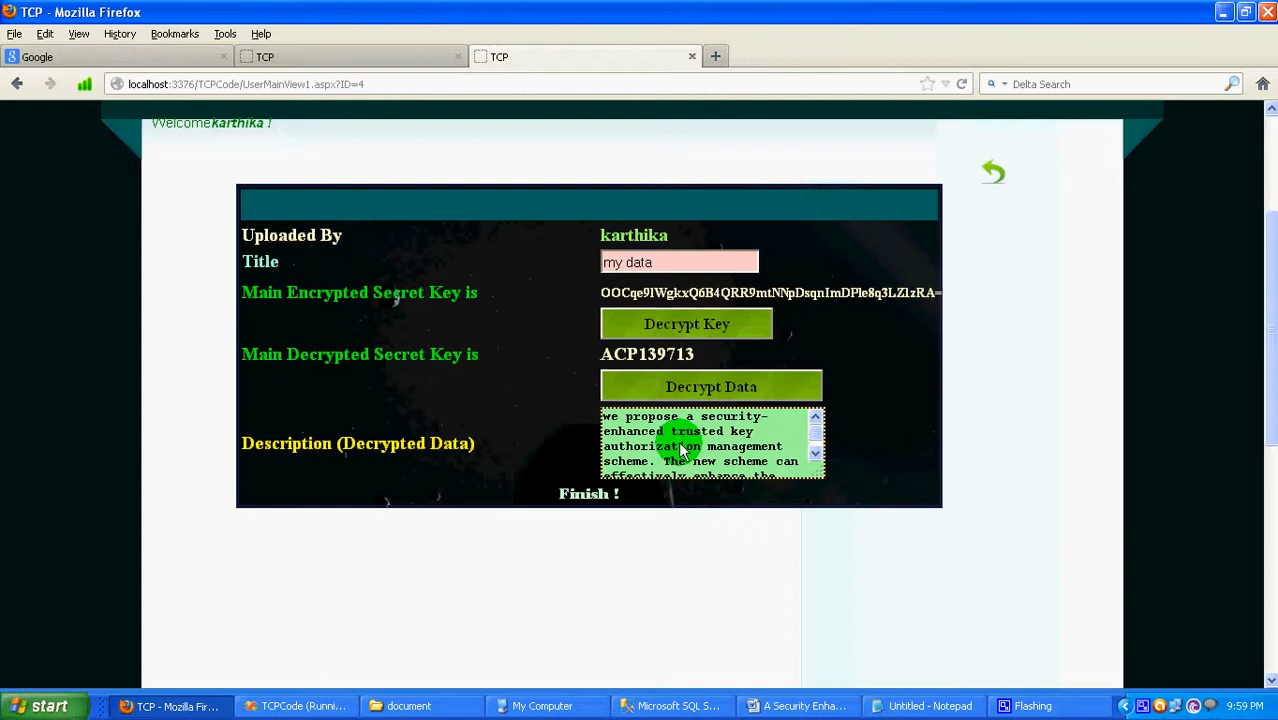 TCP - Mozilla Firefox
File Edit View History Bookmarks Tools Help
Google TCP TCP
localhost:3376/TCPCode/UserMainView1.aspx?ID=4 Delta Search
Welcome karthika !
Uploaded By karthika
Title my data
Main Encrypted Secret Key is
Decrypt Key
Main Decrypted Secret Key is ACP139713
Decrypt Data
Description (Decrypted Data)
we propose a security-
enhanced trusted key
authorization management
scheme. The new scheme can
effectively enhance the
Finish !
start TCP - Mozilla Fir... TCPCode (Runni... document My Computer Microsoft SQL S... A Security Enha... Untitled - Notepad Flashing 9:59 PM